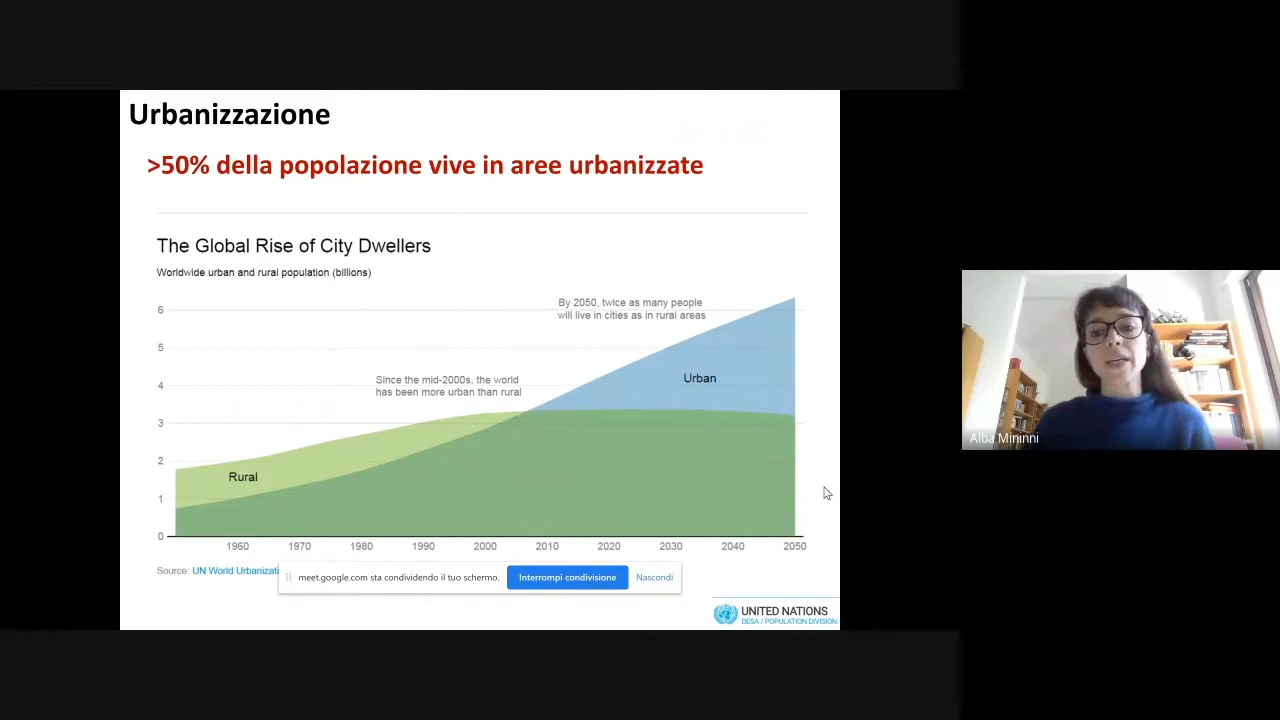 Urbanizzazione
>50% della popolazione vive in aree urbanizzate
The Global Rise of City Dwellers
Worldwide urban and rural population (billions)
By 2050, twice as many people
will live in cities as in rural areas
Since the mid-2000s, the world
has been more urban than rural
Urban
Rural
6
5
4
3
2
1
0
1960 1970 1980 1990 2000 2010 2020 2030 2040 2050
Source: UN World Urbanizati
meet.google.com sta condividendo il tuo schermo. Interrompi condivisione Nascondi
UNITED NATIONS
DESA / POPULATION DIVISION
Alba Mininni